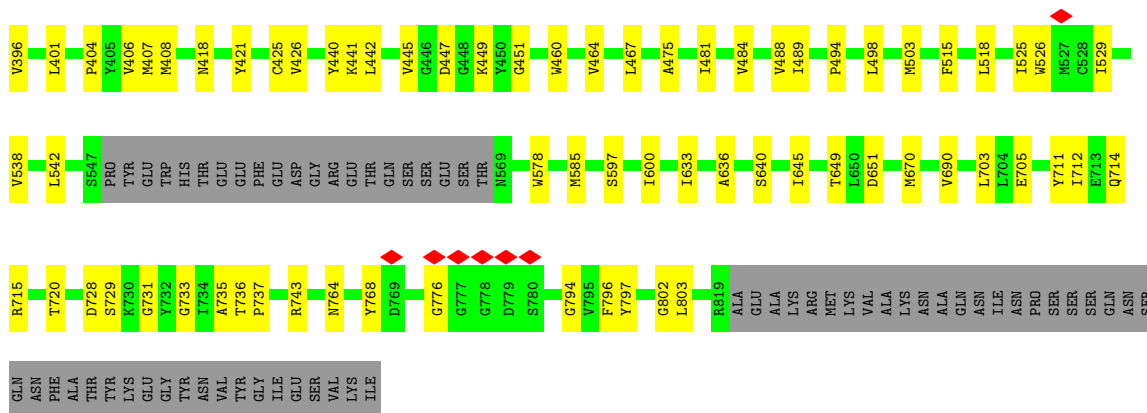 V396 L401 P404 Y405 V406 M407 M408 N418 Y421 C425 V426 Y440 K441 L442 V445 G446 D447 G448 K449 Y450 G451 W460 V464 L467 A475 I481 V484 V488 I489 P494 L498 M503 F515 L518 I525 W526 M527 C528 I529
V538 L542 S547 PRO TYR GLU TRP HIS THR GLU GLU PHE GLU ASP GLY ARG GLU THR GLN SER SER GLU SER THR N569 W578 M585 S597 I600 I633 A636 S640 I645 T649 L650 D651 M670 V690 L703 L704 E705 Y711 I712 E713 Q714
R715 T720 D728 S729 K730 G731 Y732 G733 I734 A735 T736 P737 R743 N764 Y768 D769 G776 G777 G778 D779 S780 G794 V795 F796 Y797 G802 L803 R819 ALA GLU ALA LYS ARG MET LYS VAL ALA LYS ASN ALA GLN ASN ILE ASN PRO SER SER SER GLN ASN SER
GLN ASN PHE ALA THR TYR LYS GLU GLY TYR ASN VAL TYR GLY ILE GLU SER VAL LYS ILE